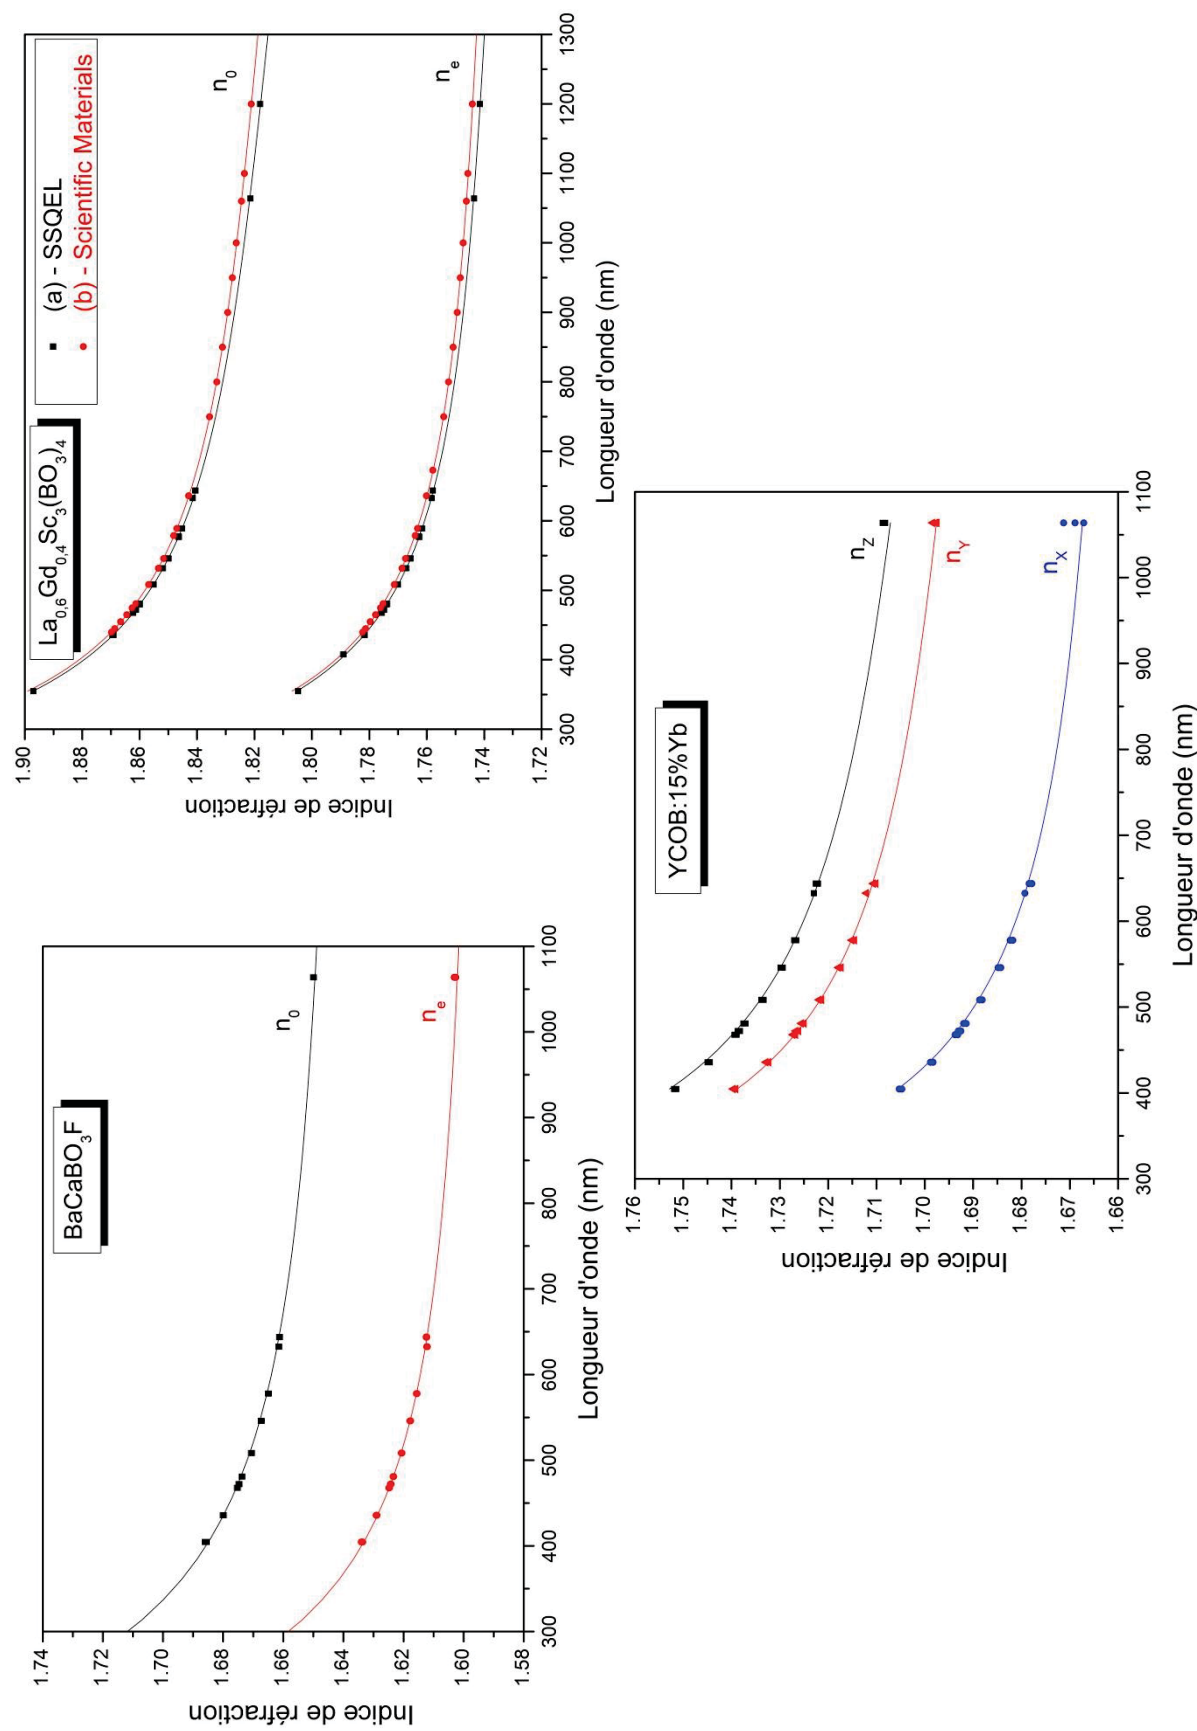 BaCaBO3F
n0
ne
1.74
1.72
1.70
1.68
1.66
1.64
1.62
1.60
1.58
Indice de réfraction
300 400 500 600 700 800 900 1000 1100
Longueur d'onde (nm)
La0,6Gd0,4Sc3(BO3)4
(a) - SSQEL
(b) - Scientific Materials
n0
ne
1.90
1.88
1.86
1.84
1.82
1.80
1.78
1.76
1.74
1.72
Indice de réfraction
300 400 500 600 700 800 900 1000 1100 1200 1300
Longueur d'onde (nm)
YCOB:15%Yb
nZ
nY
nX
1.76
1.75
1.74
1.73
1.72
1.71
1.70
1.69
1.68
1.67
1.66
Indice de réfraction
300 400 500 600 700 800 900 1000 1100
Longueur d'onde (nm)